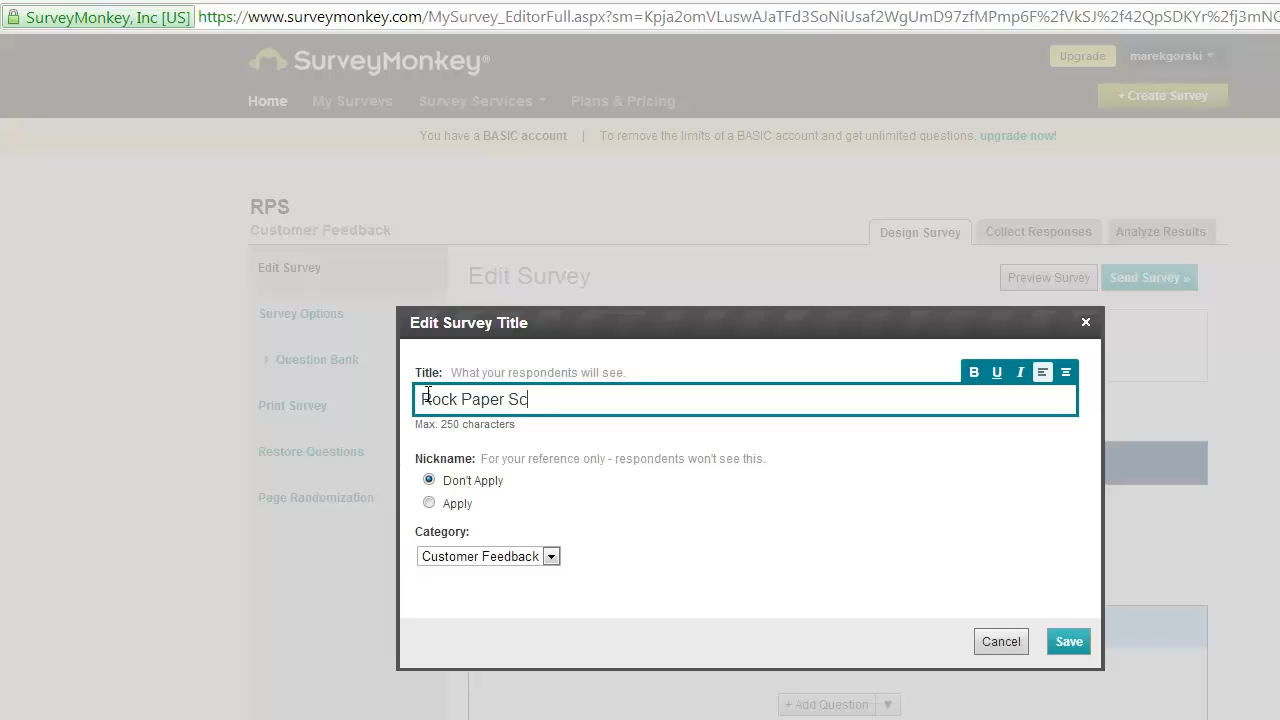 SurveyMonkey, Inc [US] https://www.surveymonkey.com/MySurvey_EditorFull.aspx?sm=Kpja2omV
SurveyMonkey®
Upgrade marekgorski
Home My Surveys Survey Services Plans & Pricing + Create Survey
You have a BASIC account | To remove the limits of a BASIC account and get unlimited questions, upgrade now!
RPS
Customer Feedback
Design Survey Collect Responses Analyze Results
Edit Survey
Edit Survey
Preview Survey Send Survey »
Survey Options
Question Bank
Print Survey
Restore Questions
Page Randomization
Edit Survey Title ×
Title: What your respondents will see. B U I
Rock Paper Sc
Max. 250 characters
Nickname: For your reference only - respondents won't see this.
Don't Apply
Apply
Category:
Customer Feedback
Cancel Save
+ Add Question